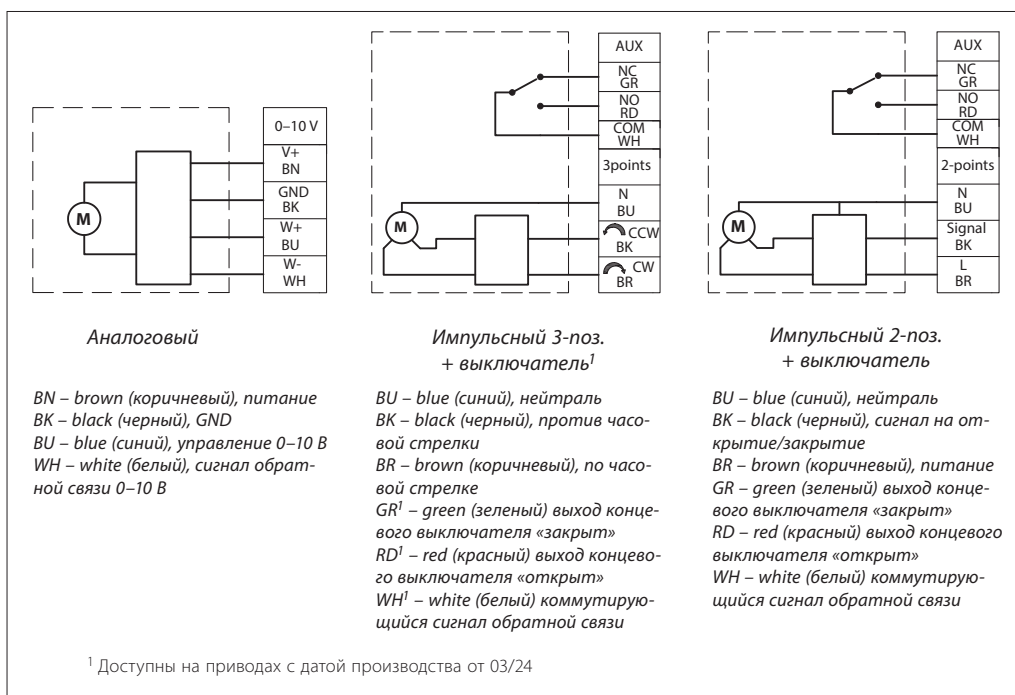 0–10 V
V+
BN
GND
BK
W+
BU
W-
WH
M
Аналоговый
BN – brown (коричневый), питание
BK – black (черный), GND
BU – blue (синий), управление 0–10 В
WH – white (белый), сигнал обрат-
ной связи 0–10 В
AUX
NC
GR
NO
RD
COM
WH
3points
N
BU
CCW
BK
CW
BR
M
Импульсный 3-поз.
+ выключатель1
BU – blue (синий), нейтраль
BK – black (черный), против часо-
вой стрелки
BR – brown (коричневый), по часо-
вой стрелке
GR1 – green (зеленый) выход конце-
вого выключателя «закрыт»
RD1 – red (красный) выход концево-
го выключателя «открыт»
WH1 – white (белый) коммутирую-
щийся сигнал обратной связи
AUX
NC
GR
NO
RD
COM
WH
2-points
N
BU
Signal
BK
L
BR
M
Импульсный 2-поз.
+ выключатель
BU – blue (синий), нейтраль
BK – black (черный), сигнал на от-
крытие/закрытие
BR – brown (коричневый), питание
GR – green (зеленый) выход конце-
вого выключателя «закрыт»
RD – red (красный) выход концевого
выключателя «открыт»
WH – white (белый) коммутирую-
щийся сигнал обратной связи
1 Доступны на приводах с датой производства от 03/24